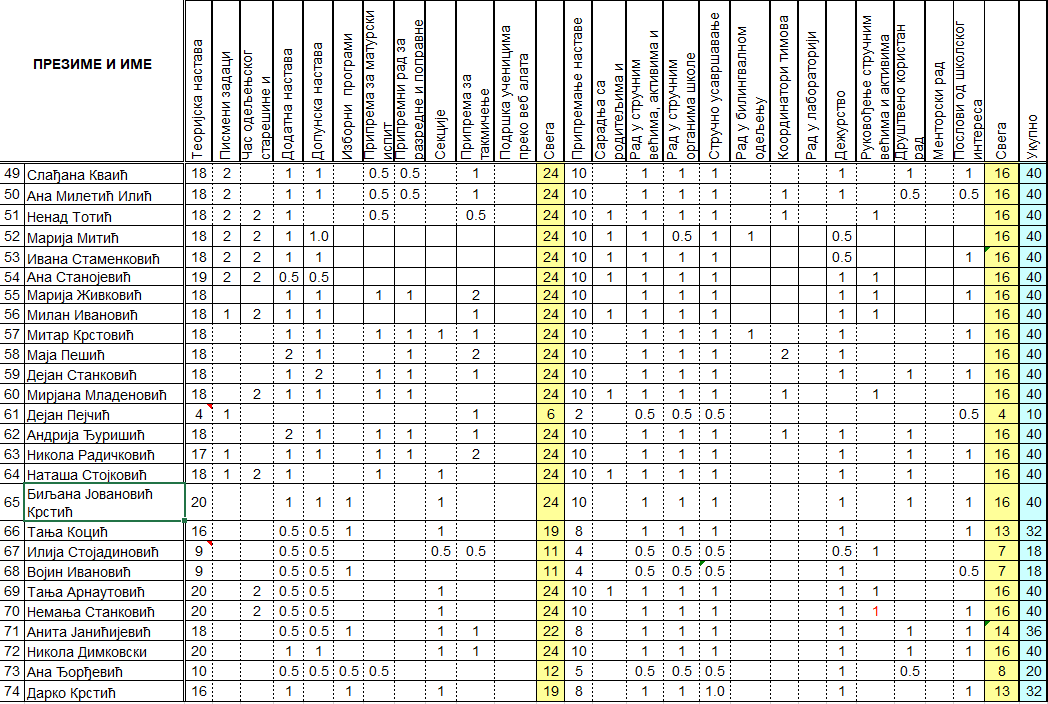 ПРЕЗИМЕ И ИМЕ
Теоријска настава
Писмени задаци
Час одељењског
старешине и
Додатна настава
Допунска настава
Изборни програми
Припрема за матурски
испит
Припремни рад за
разредне и поправне
Секције
Припрема за
такмичење
Подршка ученицима
преко веб алата
Свега
Припремање наставе
Сарадња са
родитељима и
Рад у стручним
већима, активима и
Рад у стручним
органима школе
Стручно усавршавање
Рад у билингвалном
одељењу
Координатори тимова
Рад у лабораторији
Дежурство
Руковођење стручним
већима и активима
Друштвено користан
рад
Менторски рад
Послови од школског
интереса
Свега
Укупно
49 Слађана Кваић 18 2 1 1 0.5 0.5 1 24 10 1 1 1 1 1 1 16 40
50 Ана Милетић Илић 18 2 1 1 0.5 0.5 1 24 10 1 1 1 1 1 0.5 0.5 16 40
51 Ненад Тотић 18 2 2 1 0.5 0.5 24 10 1 1 1 1 1 1 16 40
52 Марија Митић 18 2 2 1 1.0 24 10 1 1 0.5 1 1 0.5 16 40
53 Ивана Стаменковић 18 2 2 1 1 24 10 1 1 1 1 0.5 1 16 40
54 Ана Станојевић 19 2 2 0.5 0.5 24 10 1 1 1 1 1 1 16 40
55 Марија Живковић 18 1 1 1 1 2 24 10 1 1 1 1 1 1 16 40
56 Милан Ивановић 18 1 2 1 1 1 24 10 1 1 1 1 1 1 16 40
57 Митар Крстовић 18 1 1 1 1 1 1 24 10 1 1 1 1 1 1 16 40
58 Маја Пешић 18 2 1 1 2 24 10 1 1 1 2 1 16 40
59 Дејан Станковић 18 1 2 1 1 1 24 10 1 1 1 1 1 1 16 40
60 Мирјана Младеновић 18 2 1 1 1 1 24 10 1 1 1 1 1 1 16 40
61 Дејан Пејчић 4 1 1 6 2 0.5 0.5 0.5 0.5 4 10
62 Андрија Ђуришић 18 2 1 1 1 1 24 10 1 1 1 1 1 1 16 40
63 Никола Радичковић 17 1 1 1 1 1 2 24 10 1 1 1 1 1 1 16 40
64 Наташа Стојковић 18 1 2 1 1 1 24 10 1 1 1 1 1 1 16 40
65 Биљана Јовановић
Крстић 20 1 1 1 1 24 10 1 1 1 1 1 1 16 40
66 Тања Коцић 16 0.5 0.5 1 1 19 8 1 1 1 1 1 13 32
67 Илија Стојадиновић 9 0.5 0.5 0.5 0.5 11 4 0.5 0.5 0.5 0.5 1 7 18
68 Војин Ивановић 9 0.5 0.5 1 11 4 0.5 0.5 0.5 1 0.5 7 18
69 Тања Арнаутовић 20 2 0.5 0.5 1 24 10 1 1 1 1 1 1 16 40
70 Немања Станковић 20 2 0.5 0.5 1 24 10 1 1 1 1 1 1 16 40
71 Анита Јанићијевић 18 0.5 0.5 1 1 1 22 8 1 1 1 1 1 1 14 36
72 Никола Димковски 20 1 1 1 1 24 10 1 1 1 1 1 1 16 40
73 Ана Ђорђевић 10 0.5 0.5 0.5 0.5 12 5 0.5 0.5 0.5 1 0.5 8 20
74 Дарко Крстић 16 1 1 1 19 8 1 1 1.0 1 1 13 32